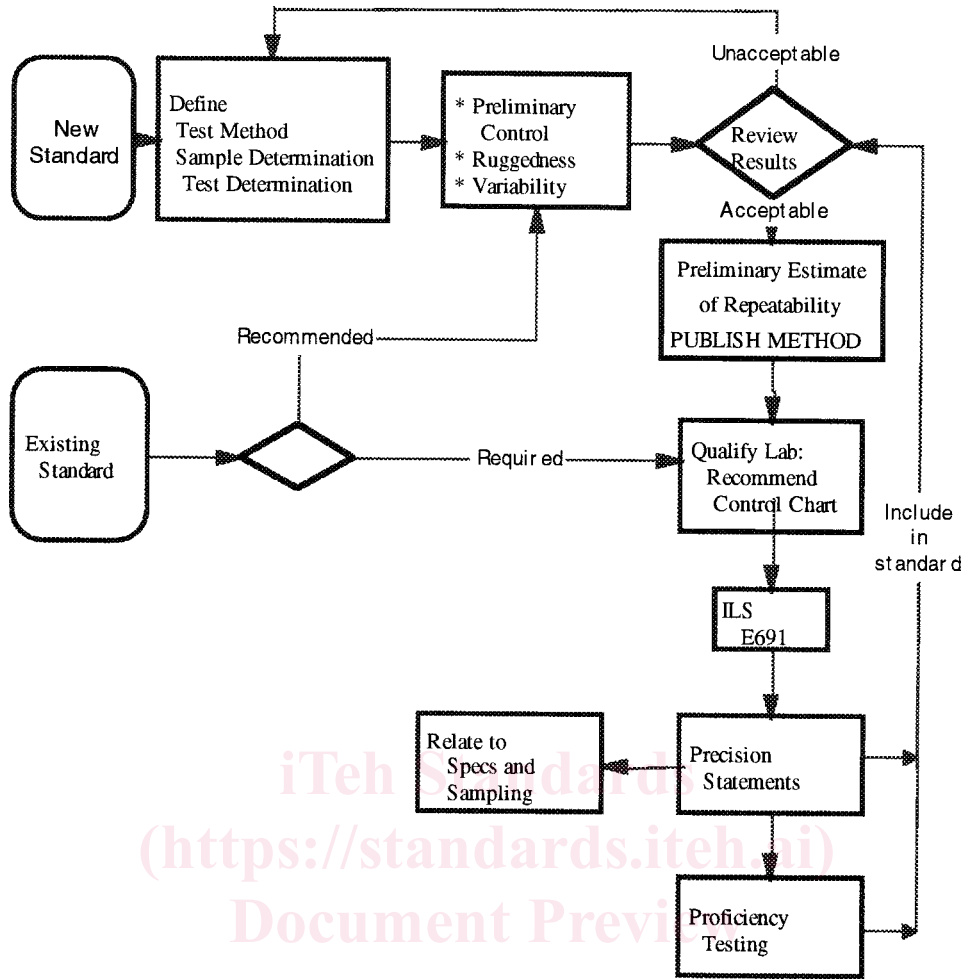 Unacceptable
New
Standard
Define
Test Method
Sample Determination
Test Determination
* Preliminary
Control
* Ruggedness
* Variability
Review
Results
Acceptable
Preliminary Estimate
of Repeatability
PUBLISH METHOD
Recommended
Existing
Standard
Required
Qualify Lab:
Recommend
Control Chart
Include
in
standard
ILS
E691
Relate to
Specs and
Sampling
Precision
Statements
Proficiency
Testing
iTeh Standards
(https://standards.iteh.ai)
Document Preview